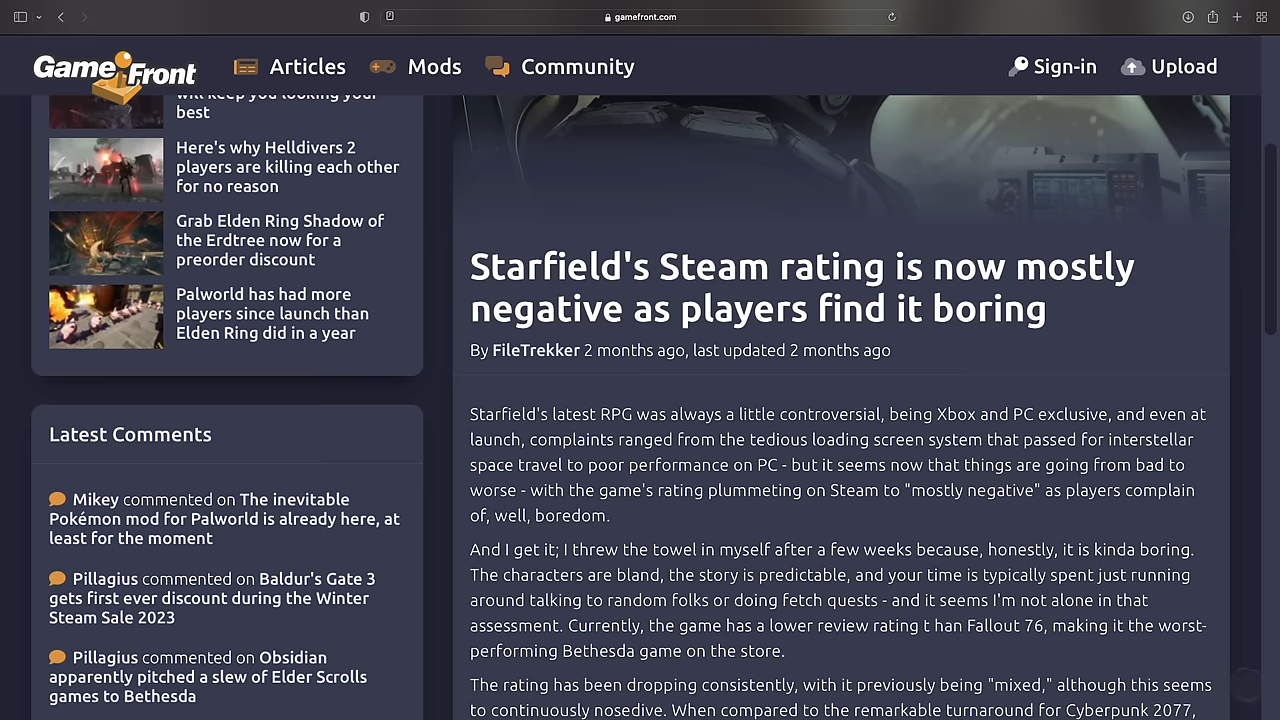 gamefront.com
GameFront
Articles
Mods
Community
Sign-in
Upload
will keep you looking your
best
Here's why Helldivers 2
players are killing each other
for no reason
Grab Elden Ring Shadow of
the Erdtree now for a
preorder discount
Palworld has had more
players since launch than
Elden Ring did in a year
Latest Comments
Mikey commented on The inevitable
Pokémon mod for Palworld is already here, at
least for the moment
Pillagius commented on Baldur's Gate 3
gets first ever discount during the Winter
Steam Sale 2023
Pillagius commented on Obsidian
apparently pitched a slew of Elder Scrolls
games to Bethesda
Starfield's Steam rating is now mostly
negative as players find it boring
By FileTrekker 2 months ago, last updated 2 months ago
Starfield's latest RPG was always a little controversial, being Xbox and PC exclusive, and even at
launch, complaints ranged from the tedious loading screen system that passed for interstellar
space travel to poor performance on PC - but it seems now that things are going from bad to
worse - with the game's rating plummeting on Steam to "mostly negative" as players complain
of, well, boredom.
And I get it; I threw the towel in myself after a few weeks because, honestly, it is kinda boring.
The characters are bland, the story is predictable, and your time is typically spent just running
around talking to random folks or doing fetch quests - and it seems I'm not alone in that
assessment. Currently, the game has a lower review rating t han Fallout 76, making it the worst-
performing Bethesda game on the store.
The rating has been dropping consistently, with it previously being "mixed," although this seems
to continuously nosedive. When compared to the remarkable turnaround for Cyberpunk 2077,